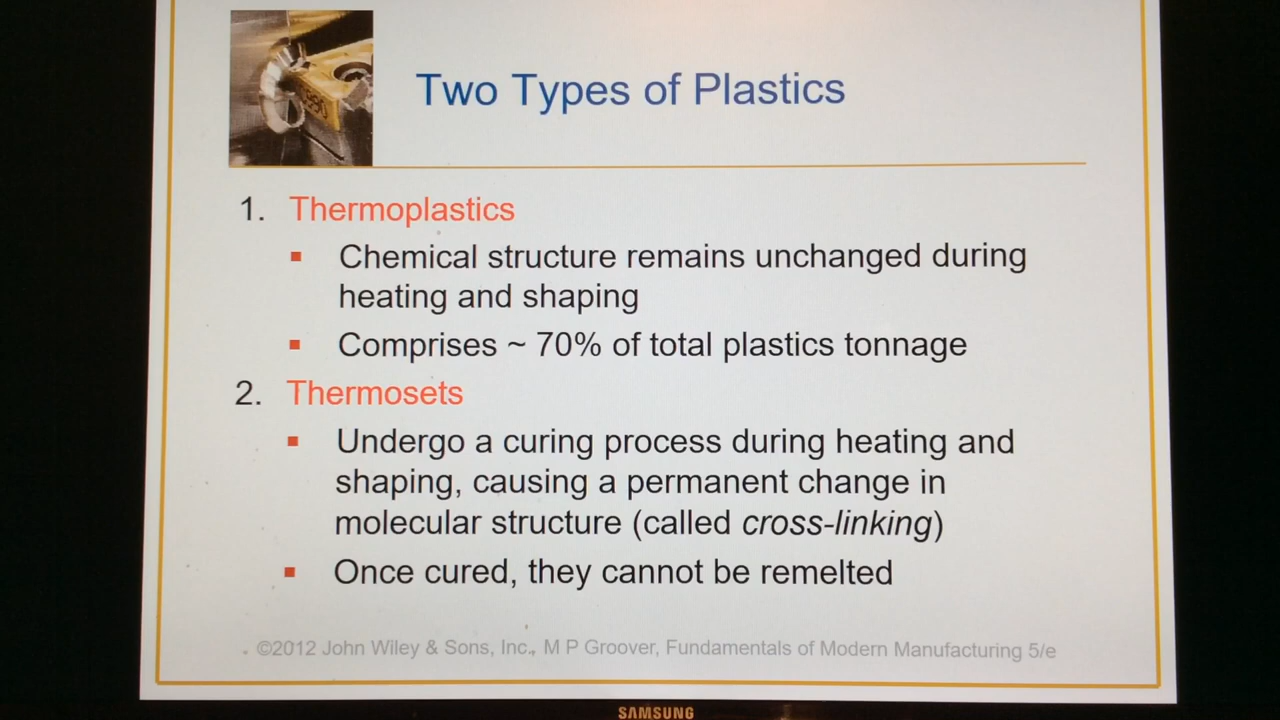 Two Types of Plastics
1. Thermoplastics
▪ Chemical structure remains unchanged during
heating and shaping
▪ Comprises ~ 70% of total plastics tonnage
2. Thermosets
▪ Undergo a curing process during heating and
shaping, causing a permanent change in
molecular structure (called cross-linking)
▪ Once cured, they cannot be remelted
©2012 John Wiley & Sons, Inc., M P Groover, Fundamentals of Modern Manufacturing 5/e
SAMSUNG